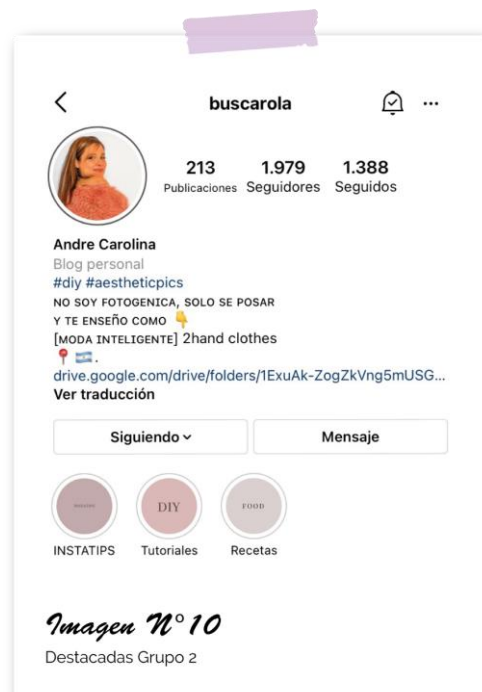 buscarola
213 1.979 1.388
Publicaciones Seguidores Seguidos
Andre Carolina
Blog personal
#diy #aestheticpics
NO SOY FOTOGENICA, SOLO SE POSAR
Y TE ENSEÑO COMO 👇
[MODA INTELIGENTE] 2hand clothes
📍 🇦🇷.
drive.google.com/drive/folders/1ExuAk-ZogZkVng5mUSG...
Ver traducción
Siguiendo Mensaje
DIY FOOD
INSTATIPS Tutoriales Recetas
Imagen N° 10
Destacadas Grupo 2